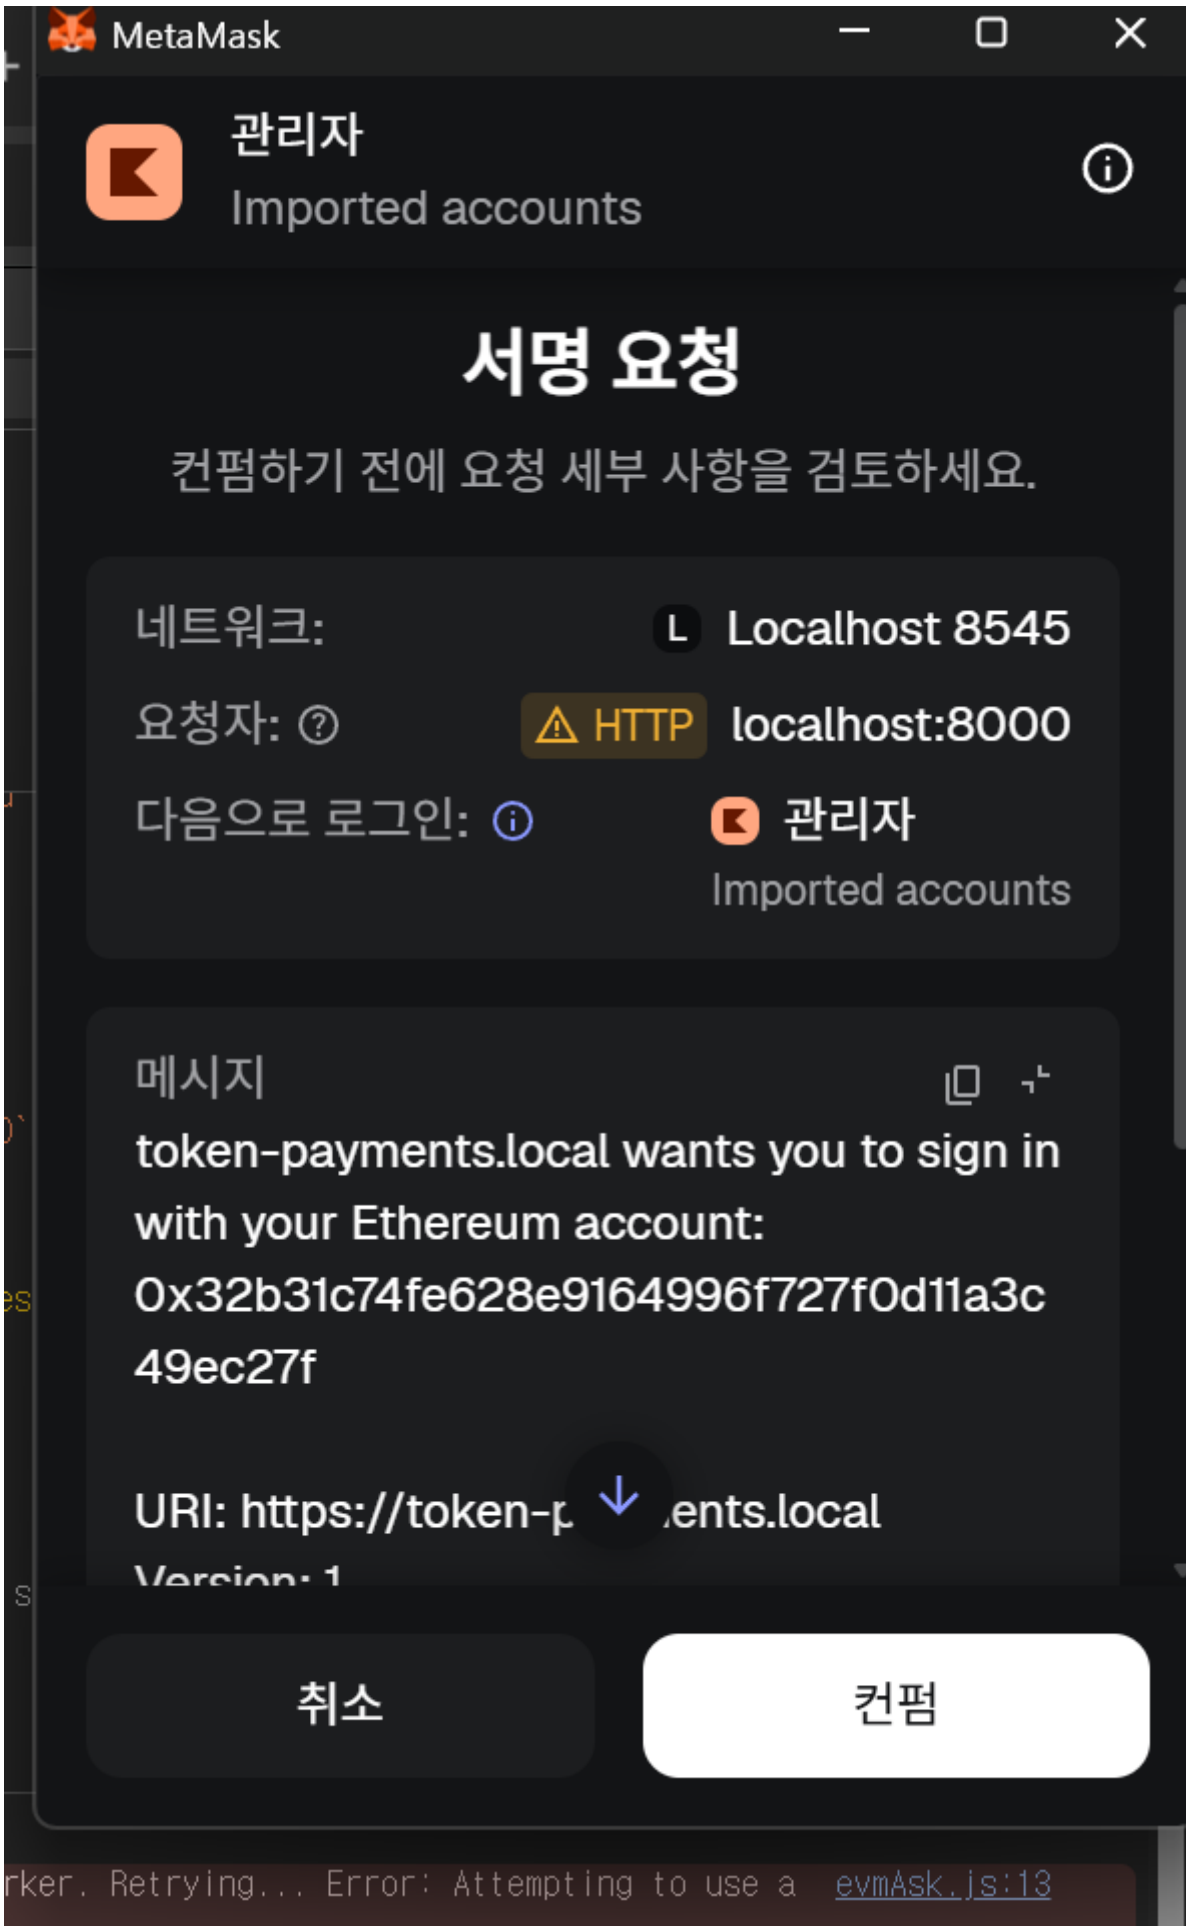 MetaMask
관리자
Imported accounts
서명 요청
컨펌하기 전에 요청 세부 사항을 검토하세요.
네트워크: L Localhost 8545
요청자: HTTP localhost:8000
다음으로 로그인: 관리자
Imported accounts
메시지
token-payments.local wants you to sign in
with your Ethereum account:
0x32b31c74fe628e9164996f727f0d11a3c
49ec27f
URI: https://token-p ents.local
Version: 1
취소 컨펌
rker. Retrying... Error: Attempting to use a evmAsk.js:13